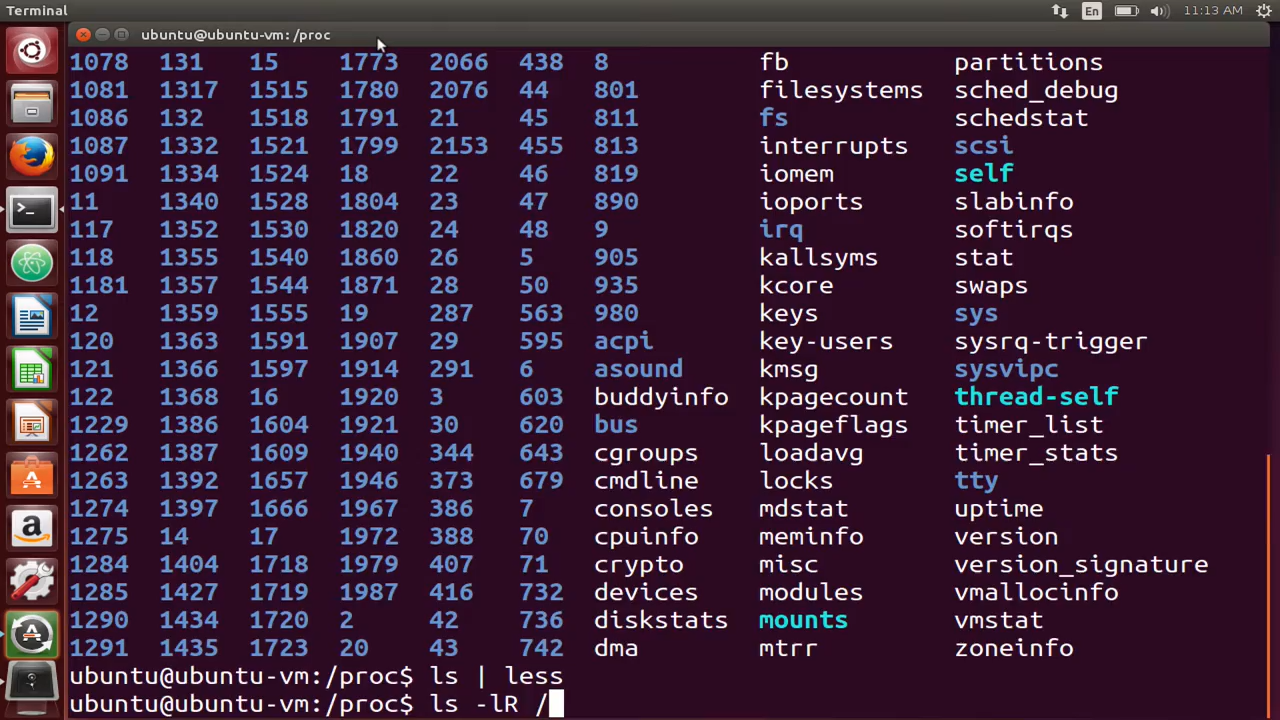 Terminal
En
11:13 AM
ubuntu@ubuntu-vm: /proc
1078 131 15 1773 2066 438 8 fb partitions
1081 1317 1515 1780 2076 44 801 filesystems sched_debug
1086 132 1518 1791 21 45 811 fs schedstat
1087 1332 1521 1799 2153 455 813 interrupts scsi
1091 1334 1524 18 22 46 819 iomem self
11 1340 1528 1804 23 47 890 ioports slabinfo
117 1352 1530 1820 24 48 9 irq softirqs
118 1355 1540 1860 26 5 905 kallsyms stat
1181 1357 1544 1871 28 50 935 kcore swaps
12 1359 1555 19 287 563 980 keys sys
120 1363 1591 1907 29 595 acpi key-users sysrq-trigger
121 1366 1597 1914 291 6 asound kmsg sysvipc
122 1368 16 1920 3 603 buddyinfo kpagecount thread-self
1229 1386 1604 1921 30 620 bus kpageflags timer_list
1262 1387 1609 1940 344 643 cgroups loadavg timer_stats
1263 1392 1657 1946 373 679 cmdline locks tty
1274 1397 1666 1967 386 7 consoles mdstat uptime
1275 14 17 1972 388 70 cpuinfo meminfo version
1284 1404 1718 1979 407 71 crypto misc version_signature
1285 1427 1719 1987 416 732 devices modules vmallocinfo
1290 1434 1720 2 42 736 diskstats mounts vmstat
1291 1435 1723 20 43 742 dma mtrr zoneinfo
ubuntu@ubuntu-vm:/proc$ ls | less
ubuntu@ubuntu-vm:/proc$ ls -lR /